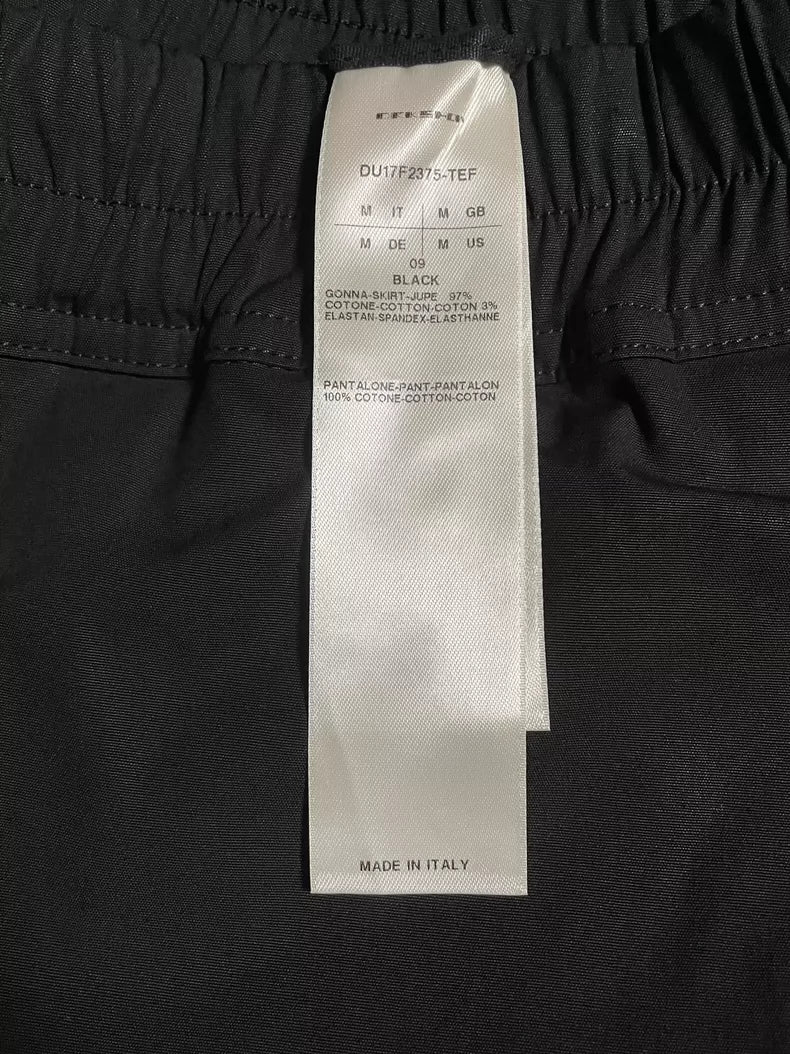 DRKSHDW
DU17F2375-TEF
M IT M GB
M DE M US
09
BLACK
GONNA-SKIRT-JUPE 97%
COTONE-COTTON-COTON 3%
ELASTAN-SPANDEX-ELASTHANNE
PANTALONE-PANT-PANTALON
100% COTONE-COTTON-COTON
MADE IN ITALY